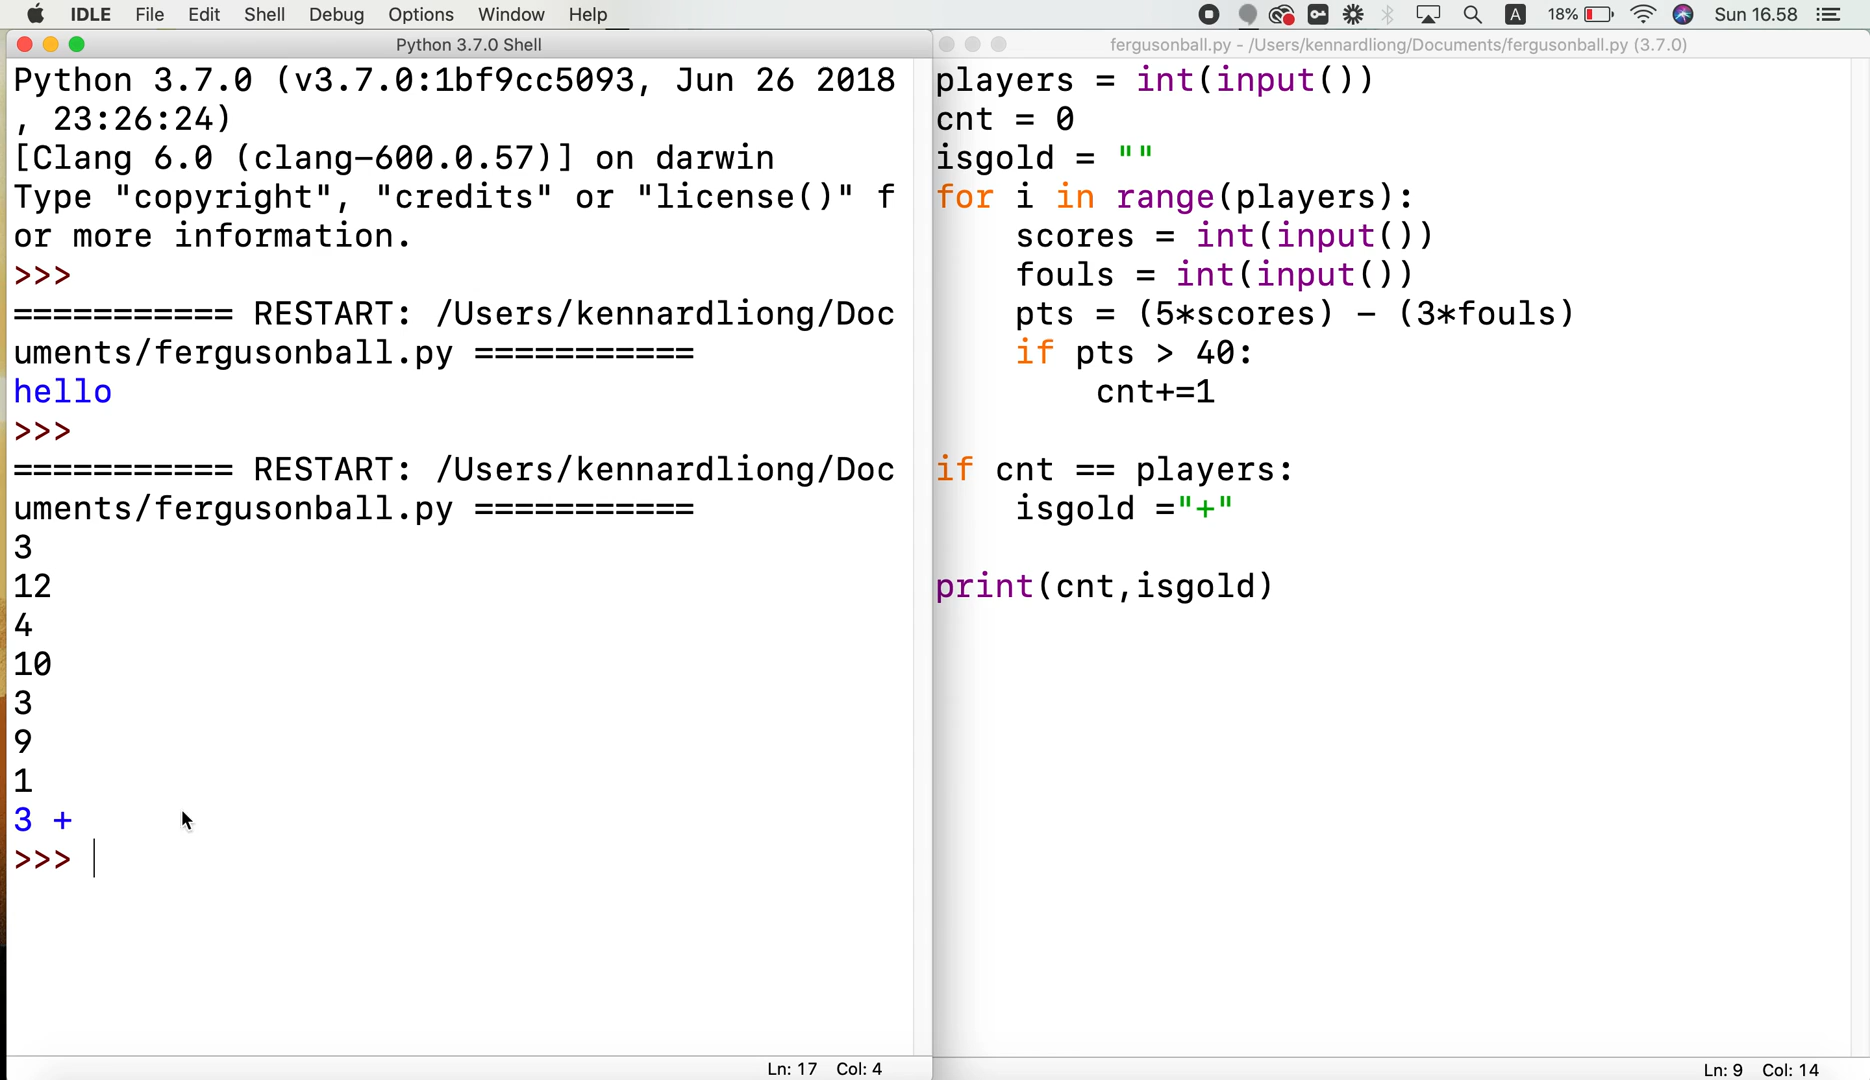 IDLE File Edit Shell Debug Options Window Help A 18% Sun 16.58
Python 3.7.0 Shell
Python 3.7.0 (v3.7.0:1bf9cc5093, Jun 26 2018
, 23:26:24)
[Clang 6.0 (clang-600.0.57)] on darwin
Type "copyright", "credits" or "license()" f
or more information.
>>>
=========== RESTART: /Users/kennardliong/Doc
uments/fergusonball.py ===========
hello
>>>
=========== RESTART: /Users/kennardliong/Doc
uments/fergusonball.py ===========
3
12
4
10
3
9
1
3 +
>>>
Ln: 17 Col: 4
fergusonball.py - /Users/kennardliong/Documents/fergusonball.py (3.7.0)
players = int(input())
cnt = 0
isgold = ""
for i in range(players):
    scores = int(input())
    fouls = int(input())
    pts = (5*scores) - (3*fouls)
    if pts > 40:
        cnt+=1
if cnt == players:
    isgold ="+"
print(cnt,isgold)
Ln: 9 Col: 14